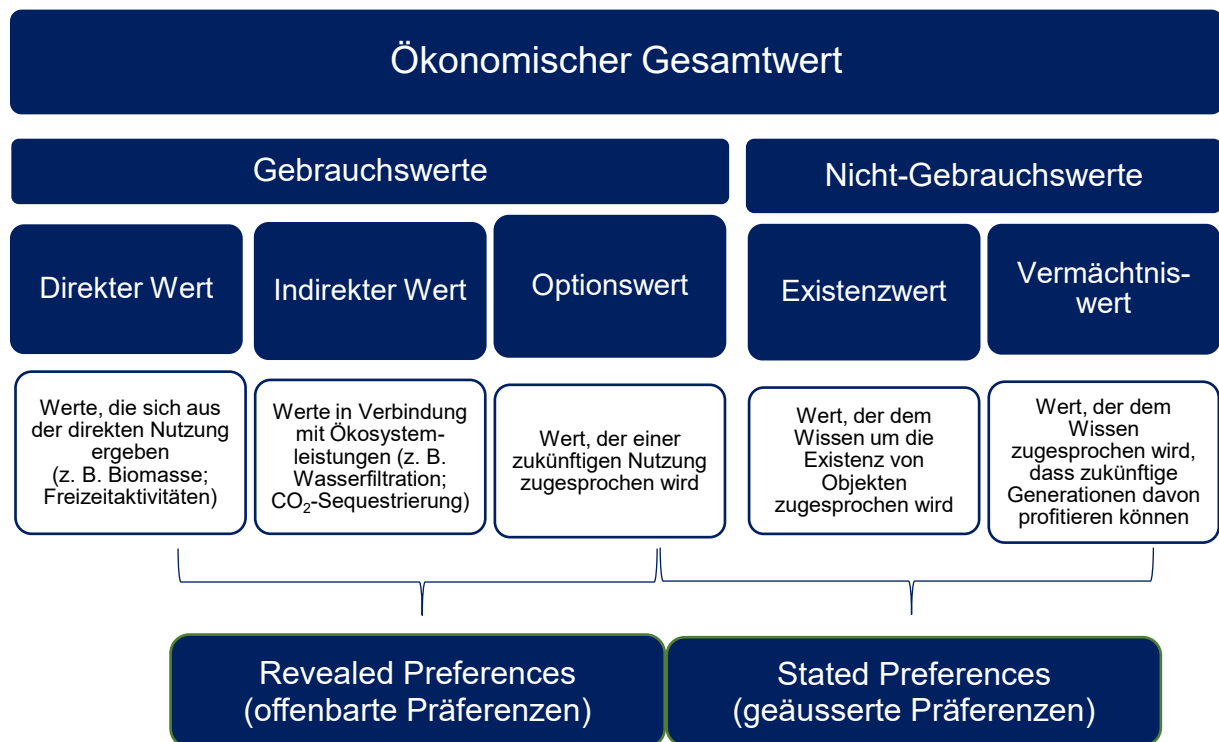 Ökonomischer Gesamtwert
Gebrauchswerte
Nicht-Gebrauchswerte
Direkter Wert
Indirekter Wert
Optionswert
Existenzwert
Vermächtnis-
wert
Werte, die sich aus
der direkten Nutzung
ergeben
(z. B. Biomasse;
Freizeitaktivitäten)
Werte in Verbindung
mit Ökosystem-
leistungen (z. B.
Wasserfiltration;
CO₂-Sequestrierung)
Wert, der einer
zukünftigen Nutzung
zugesprochen wird
Wert, der dem
Wissen um die
Existenz von
Objekten
zugesprochen wird
Wert, der dem
Wissen
zugesprochen wird,
dass zukünftige
Generationen davon
profitieren können
Revealed Preferences
(offenbarte Präferenzen)
Stated Preferences
(geäusserte Präferenzen)